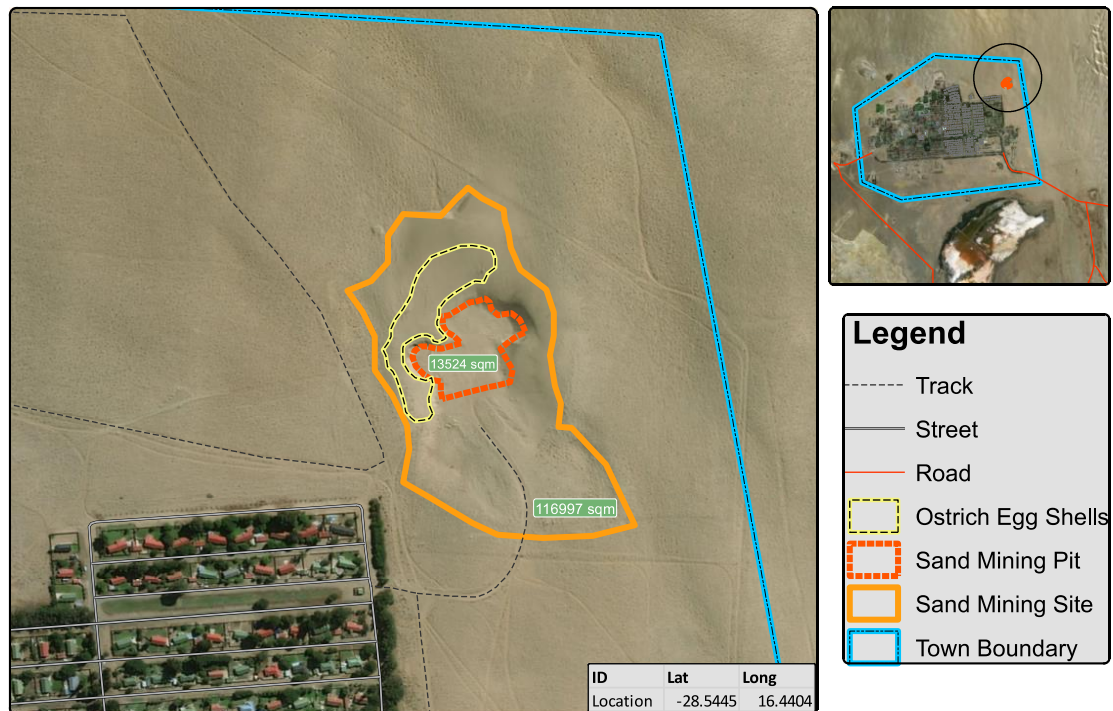 13524 sqm
116997 sqm
ID Lat Long
Location -28.5445 16.4404
Legend
Track
Street
Road
Ostrich Egg Shells
Sand Mining Pit
Sand Mining Site
Town Boundary